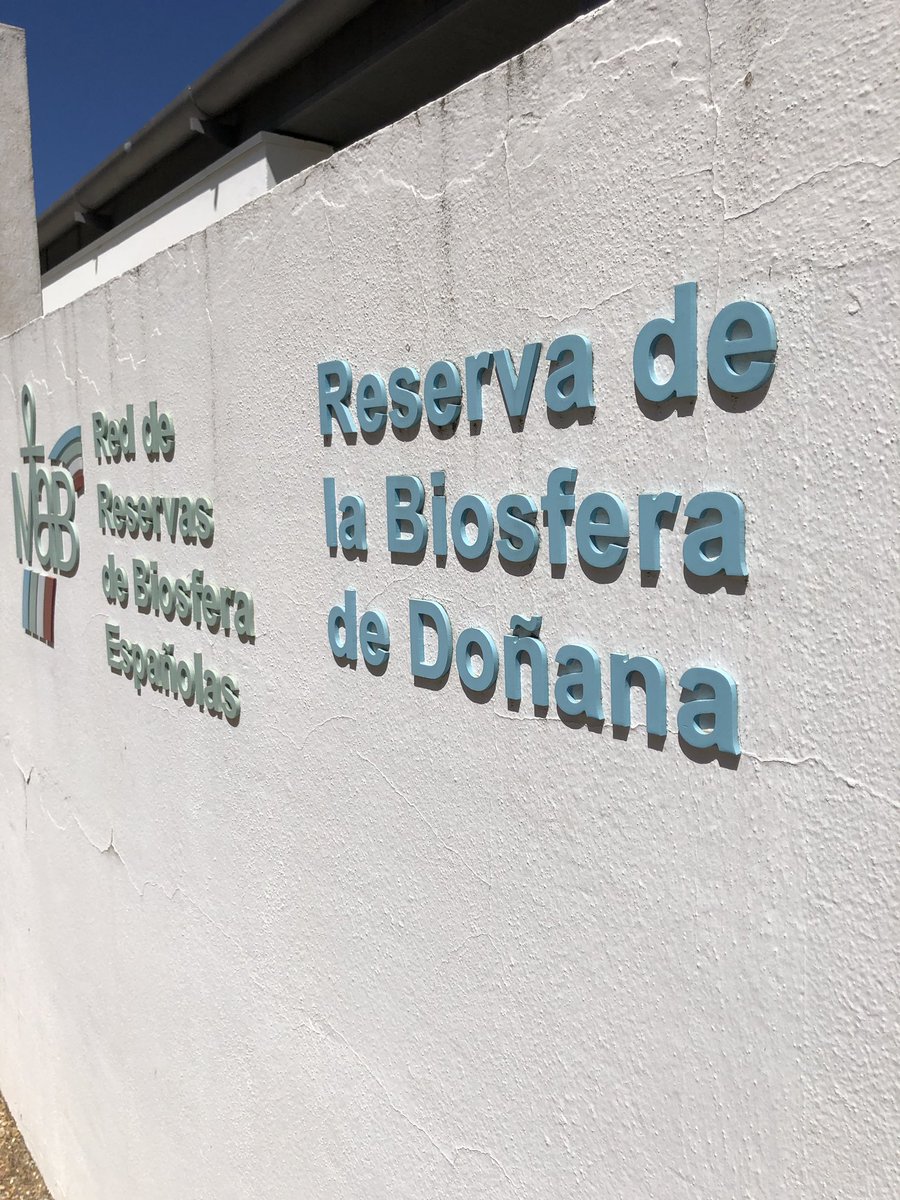 MaB
Red de
Reservas
de Biosfera
Españolas
Reserva de
la Biosfera
de Doñana